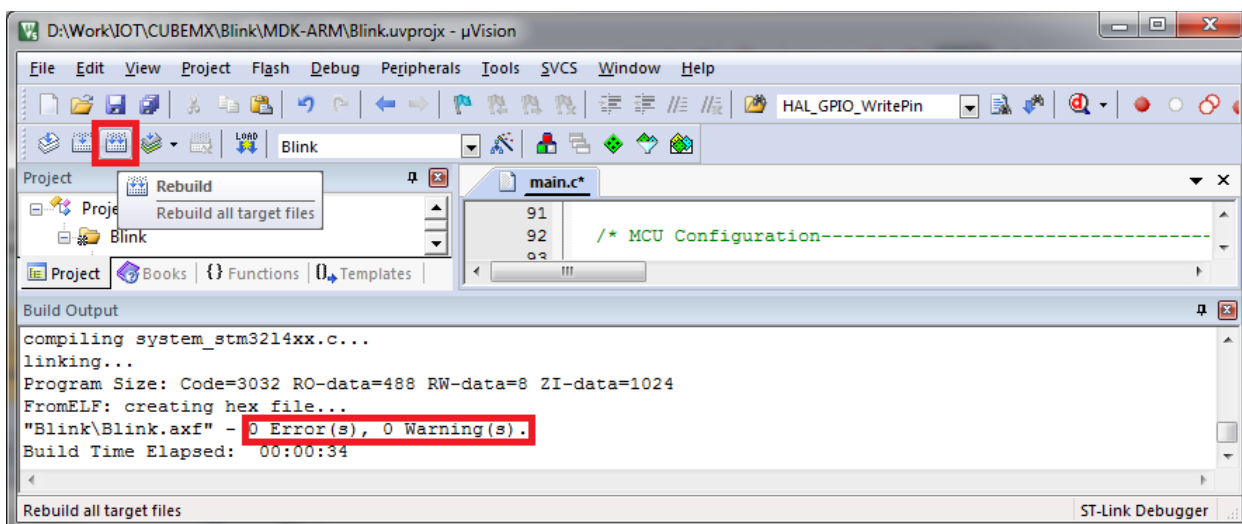 D:\Work\IOT\CUBEMX\Blink\MDK-ARM\Blink.uvprojx - µVision
File Edit View Project Flash Debug Peripherals Tools SVCS Window Help
HAL_GPIO_WritePin
LOAD
Blink
Project
main.c*
Rebuild
Rebuild all target files
Proje
Blink
91
92 /* MCU Configuration-----------------------------------
93
Project Books {} Functions 0 Templates
Build Output
compiling system_stm32l4xx.c...
linking...
Program Size: Code=3032 RO-data=488 RW-data=8 ZI-data=1024
FromELF: creating hex file...
"Blink\Blink.axf" - 0 Error(s), 0 Warning(s).
Build Time Elapsed:  00:00:34
Rebuild all target files
ST-Link Debugger